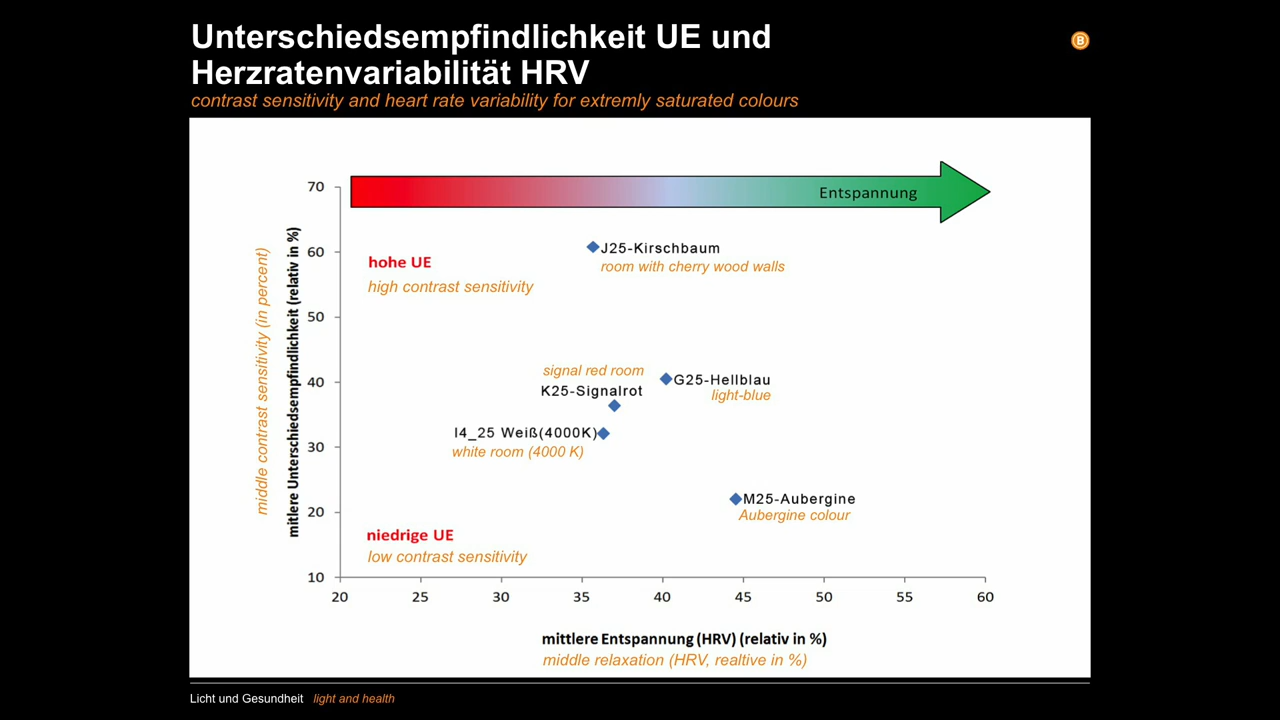 Unterschiedsempfindlichkeit UE und
Herzratenvariabilität HRV
contrast sensitivity and heart rate variability for extremly saturated colours
B
middle contrast sensitivity (in percent)
mitlere Unterschiedsempfindlichkeit (relativ in %)
70
60
50
40
30
20
10
Entspannung
hohe UE
high contrast sensitivity
J25-Kirschbaum
room with cherry wood walls
signal red room
K25-Signalrot
G25-Hellblau
light-blue
I4_25 Weiß(4000K)
white room (4000 K)
M25-Aubergine
Aubergine colour
niedrige UE
low contrast sensitivity
20 25 30 35 40 45 50 55 60
mittlere Entspannung (HRV) (relativ in %)
middle relaxation (HRV, realtive in %)
Licht und Gesundheit light and health